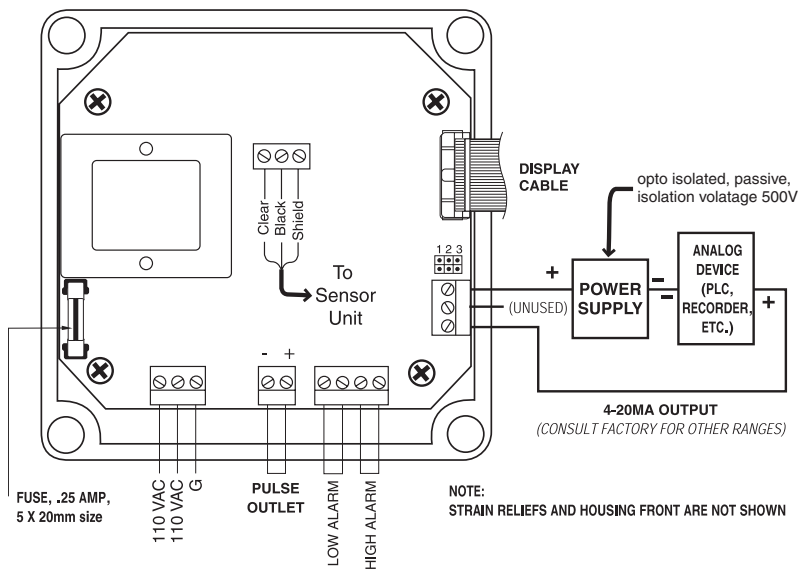 Clear
Black
Shield
To
Sensor
Unit
DISPLAY
CABLE
opto isolated, passive,
isolation volatage 500V
1 2 3
+
POWER
SUPPLY
–
–
ANALOG
DEVICE
(PLC,
RECORDER,
ETC.)
+
(UNUSED)
4-20MA OUTPUT
(CONSULT FACTORY FOR OTHER RANGES)
- +
FUSE, .25 AMP,
5 X 20mm size
110 VAC
110 VAC
G
PULSE
OUTLET
LOW ALARM
HIGH ALARM
NOTE:
STRAIN RELIEFS AND HOUSING FRONT ARE NOT SHOWN